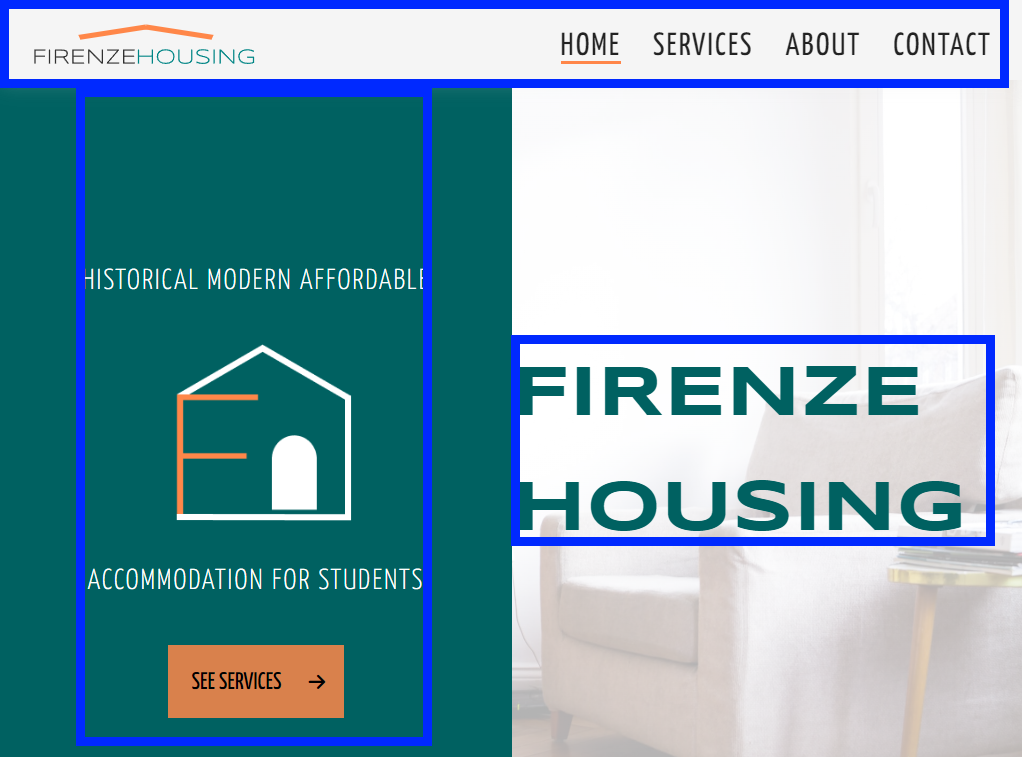 FIRENZEHOUSING
HOME SERVICES ABOUT CONTACT
HISTORICAL MODERN AFFORDABLE
ACCOMMODATION FOR STUDENTS
SEE SERVICES →
FIRENZE
HOUSING